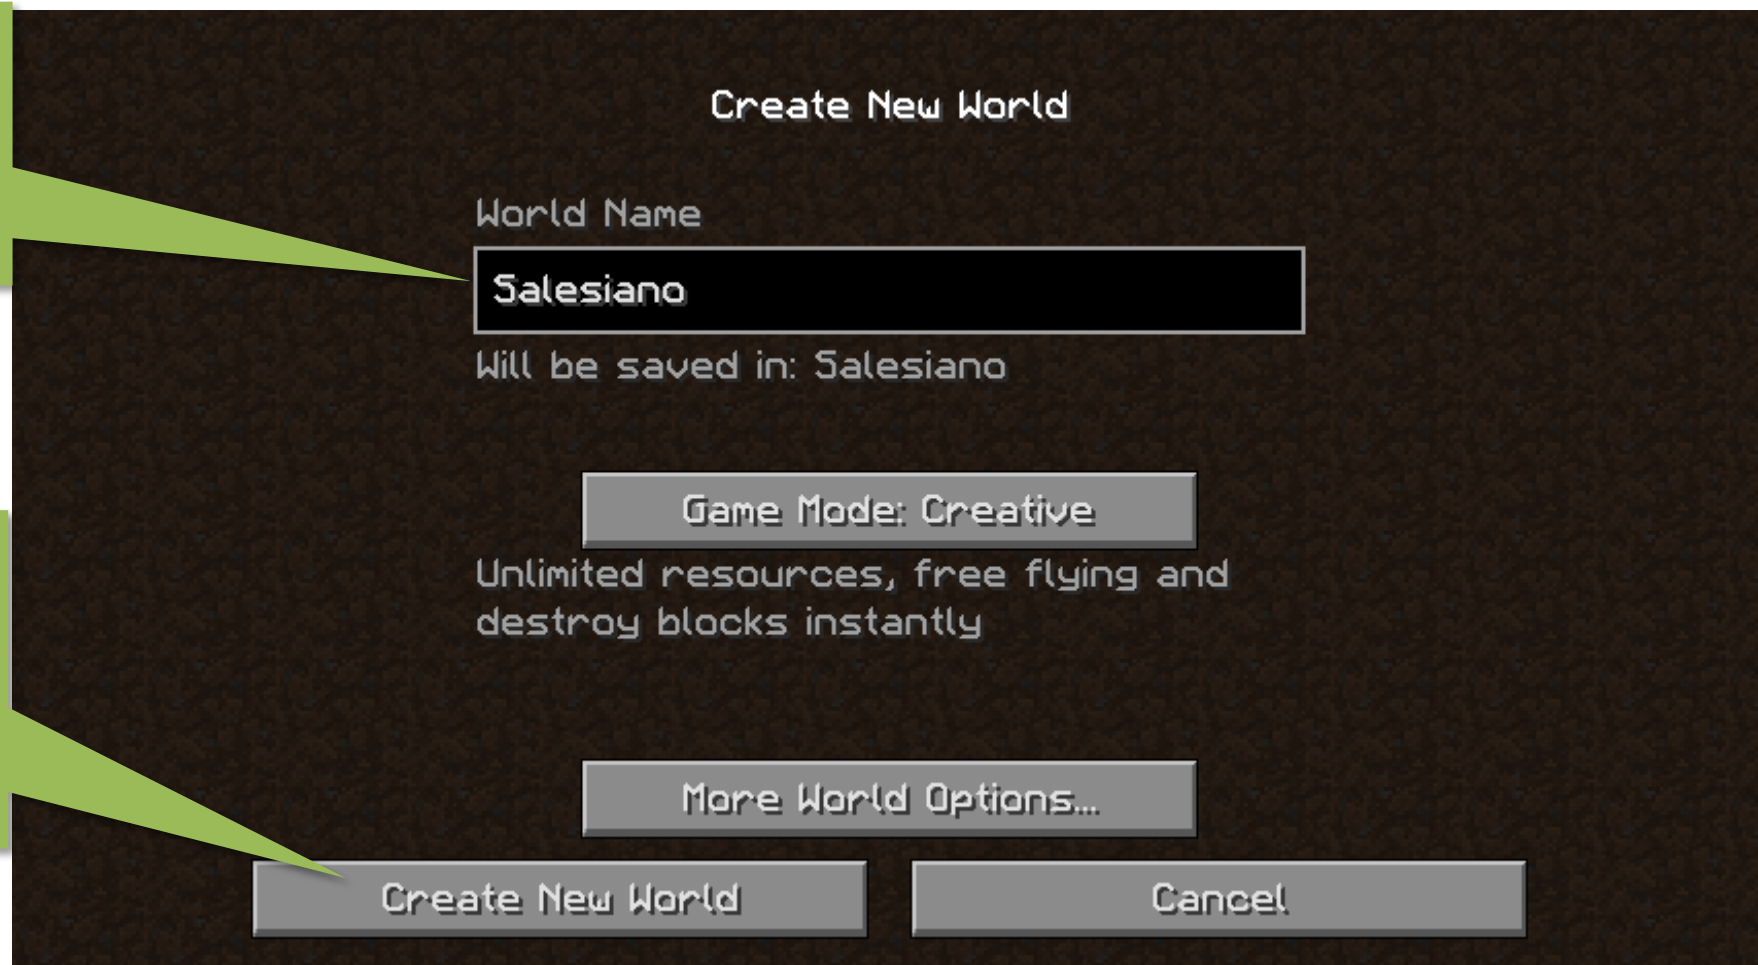 Create New World
World Name
Salesiano
Will be saved in: Salesiano
Game Mode: Creative
Unlimited resources, free flying and
destroy blocks instantly
More World Options...
Create New World
Cancel